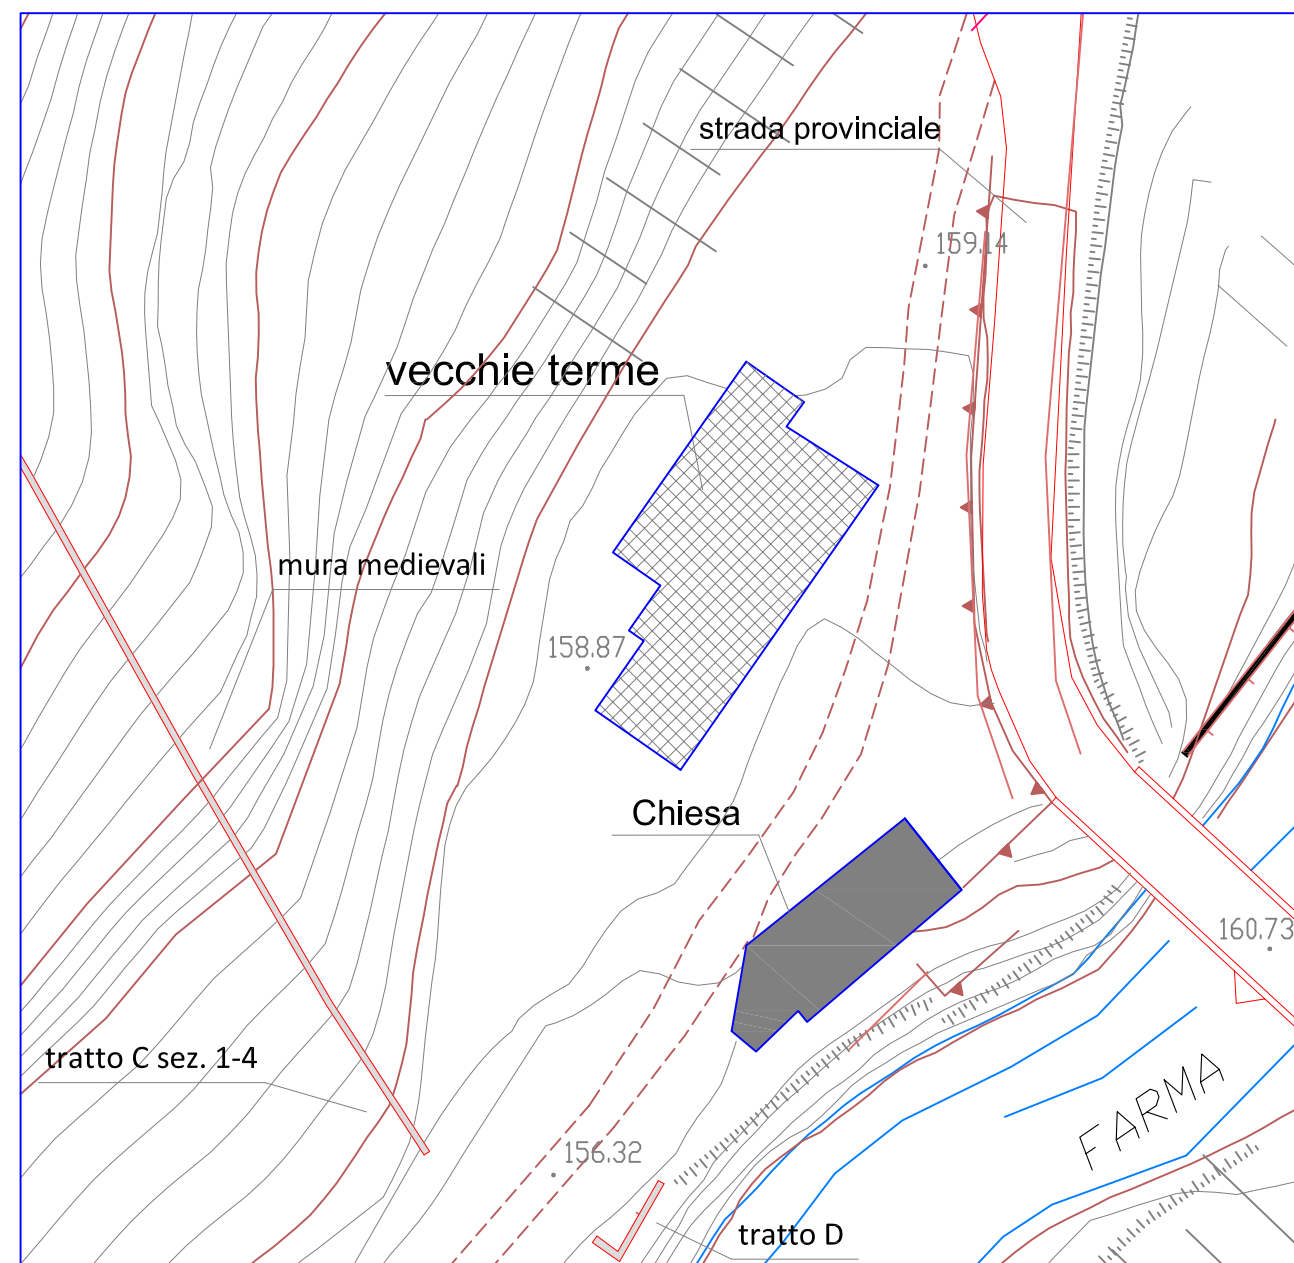 strada provinciale
159.14
vecchie terme
mura medievali
158.87
Chiesa
160.73
tratto C sez. 1-4
FARMA
156.32
tratto D